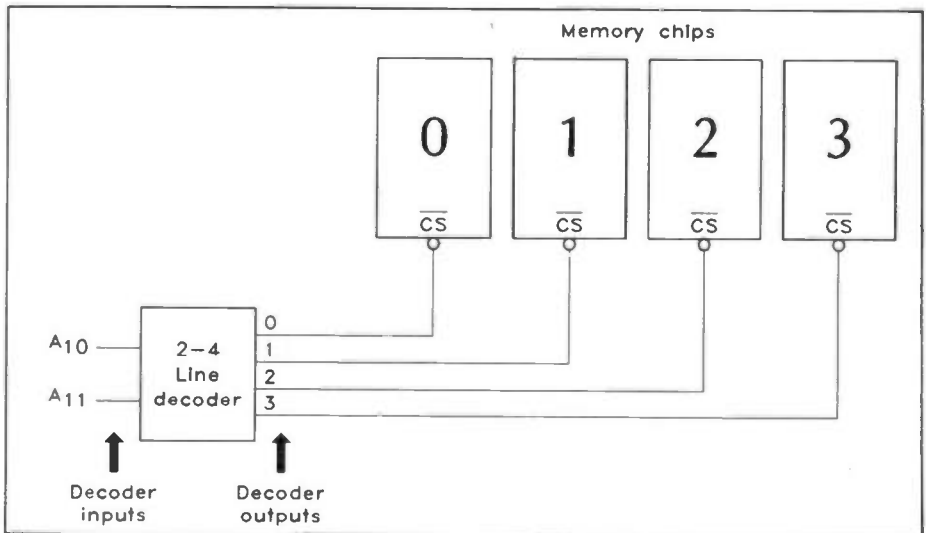 Memory chips
0 1 2 3
CS CS CS CS
A10
A11
2-4
Line
decoder
0
1
2
3
Decoder
inputs
Decoder
outputs